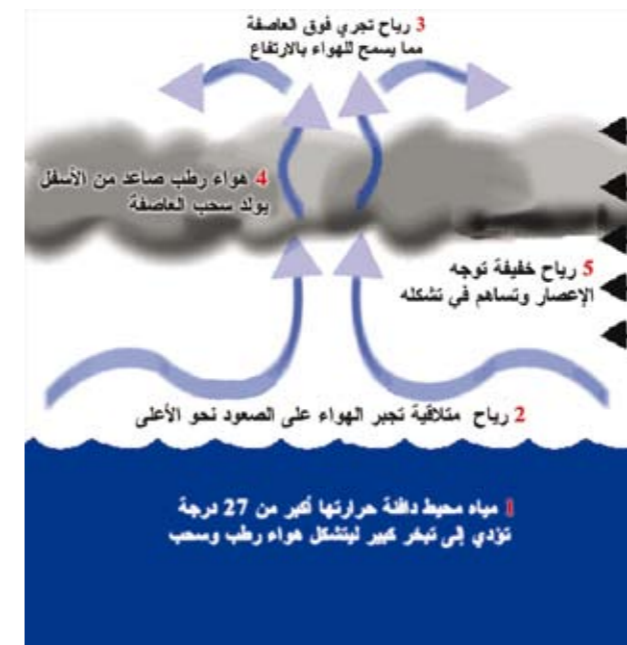 3 رياح تجري فوق العاصفة
مما يسمح للهواء بالارتفاع
4 هواء رطب صاعد من الأسفل
يولد سحب العاصفة
5 رياح خفيفة توجه
الإعصار وتساهم في تشكله
2 رياح متلاقية تجبر الهواء على الصعود نحو الأعلى
1 مياه محيط دافئة حرارتها أكبر من 27 درجة
تؤدي إلى تبخر كبير ليتشكل هواء رطب وسحب